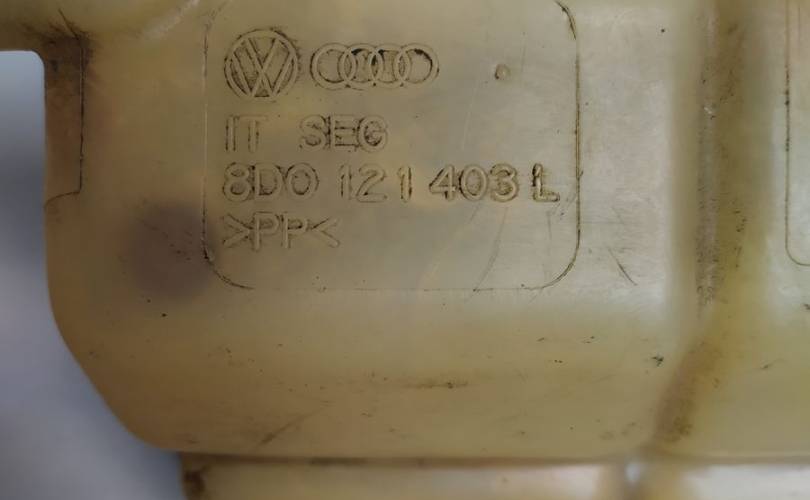 IT SEG
8D0 121 403 L
>PP<